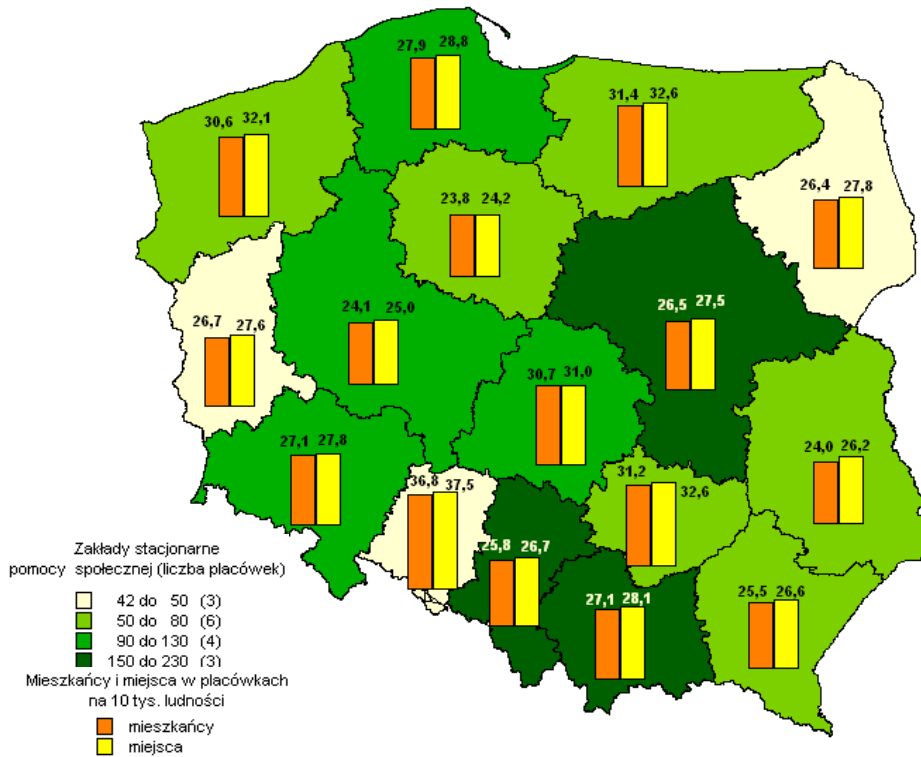 27,9 28,8
31,4 32,6
30,6 32,1
23,8 24,2
26,4 27,8
26,7 27,6
24,1 25,0
26,5 27,5
30,7 31,0
24,0 26,2
27,1 27,8
36,8 37,5
31,2 32,6
25,8 26,7
27,1 28,1
25,5 26,6
Zakłady stacjonarne
pomocy społecznej (liczba placówek)
42 do 50 (3)
50 do 80 (6)
90 do 130 (4)
150 do 230 (3)
Mieszkańcy i miejsca w placówkach
na 10 tys. ludności
mieszkańcy
miejsca